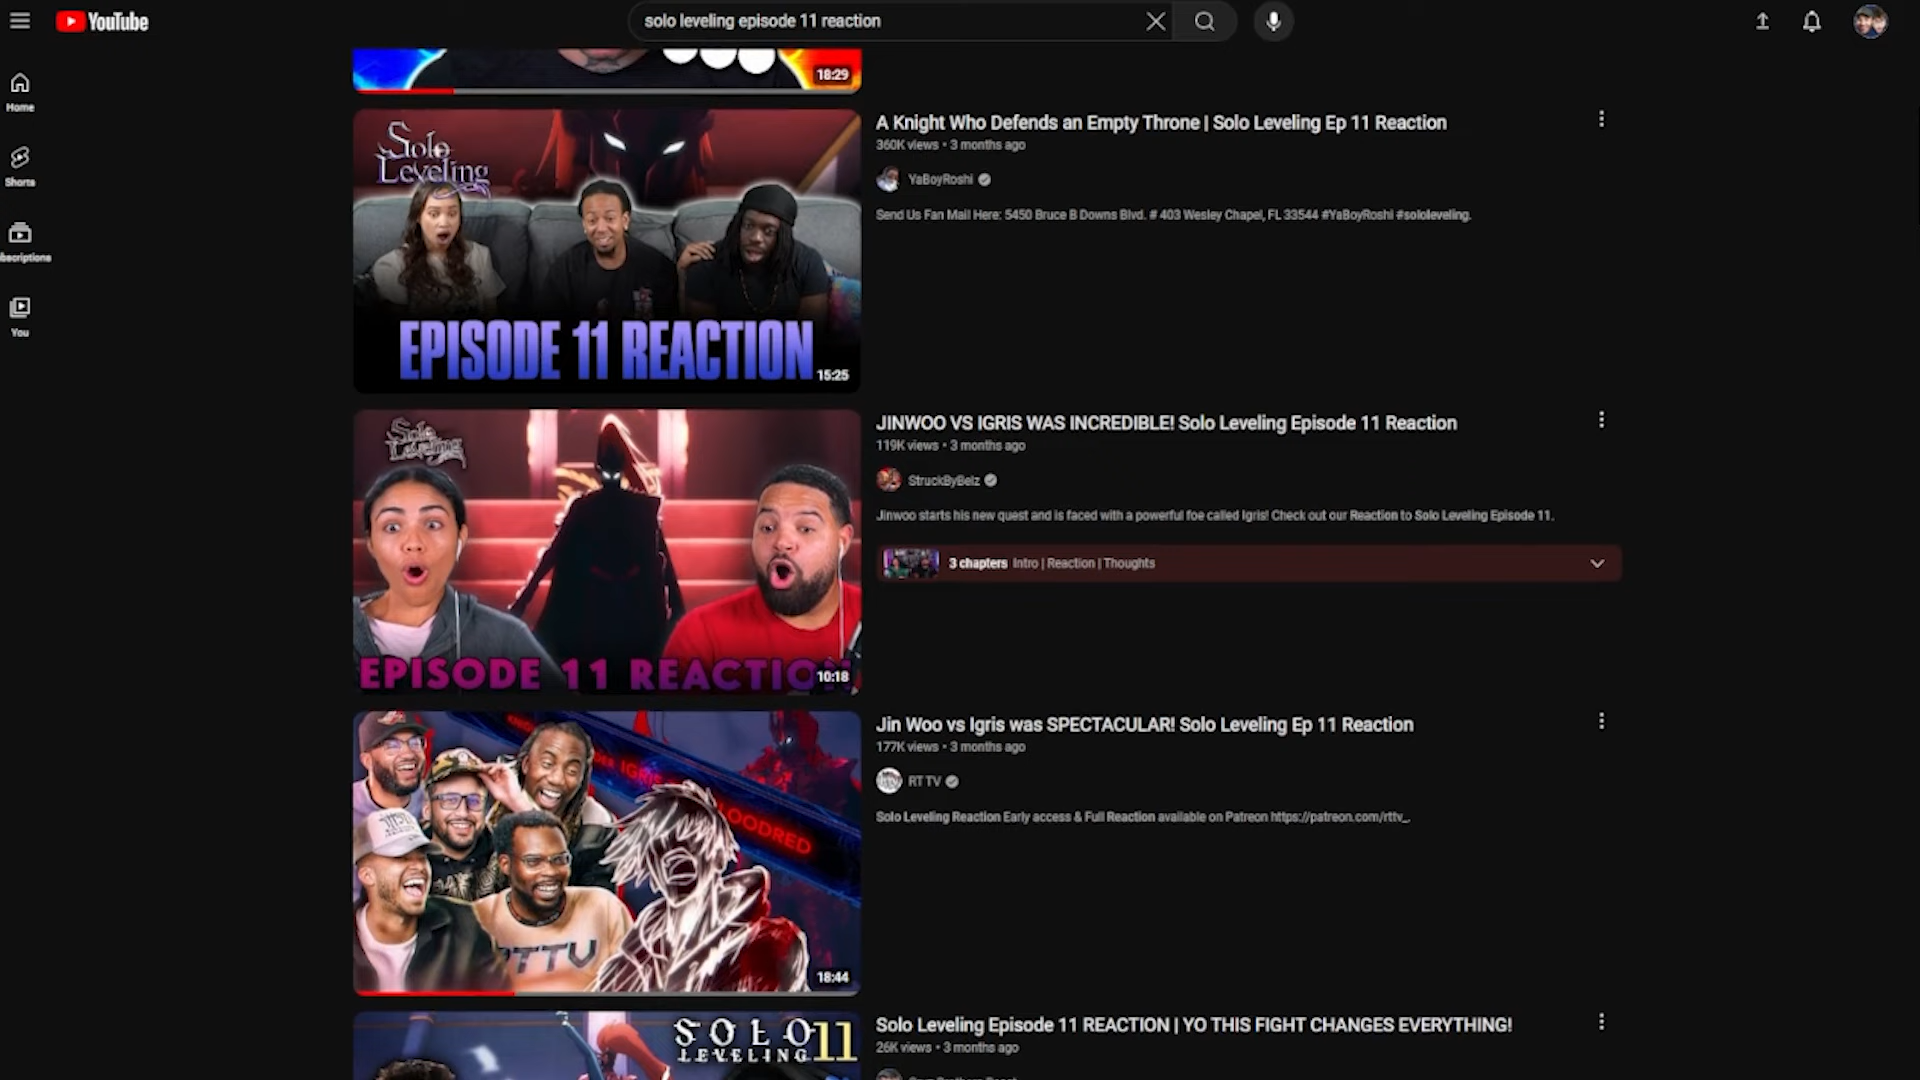 YouTube
solo leveling episode 11 reaction
Home
Shorts
bscriptions
You
18:29
Solo
Leveling
EPISODE 11 REACTION
15:25
A Knight Who Defends an Empty Throne | Solo Leveling Ep 11 Reaction
360K views • 3 months ago
YaBoyRoshi
Send Us Fan Mail Here: 5450 Bruce B Downs Blvd. # 403 Wesley Chapel, FL 33544 #YaBoyRoshi #sololeveling.
Solo
Leveling
EPISODE 11 REACTION
10:18
JINWOO VS IGRIS WAS INCREDIBLE! Solo Leveling Episode 11 Reaction
119K views • 3 months ago
StruckByBelz
Jinwoo starts his new quest and is faced with a powerful foe called Igris! Check out our Reaction to Solo Leveling Episode 11.
3 chapters Intro | Reaction | Thoughts
IGRIS
LOODRED
RTTV
18:44
Jin Woo vs Igris was SPECTACULAR! Solo Leveling Ep 11 Reaction
177K views • 3 months ago
RT TV
Solo Leveling Reaction Early access & Full Reaction available on Patreon https://patreon.com/rttv_.
SOLO
LEVELING 11
Solo Leveling Episode 11 REACTION | YO THIS FIGHT CHANGES EVERYTHING!
26K views • 3 months ago